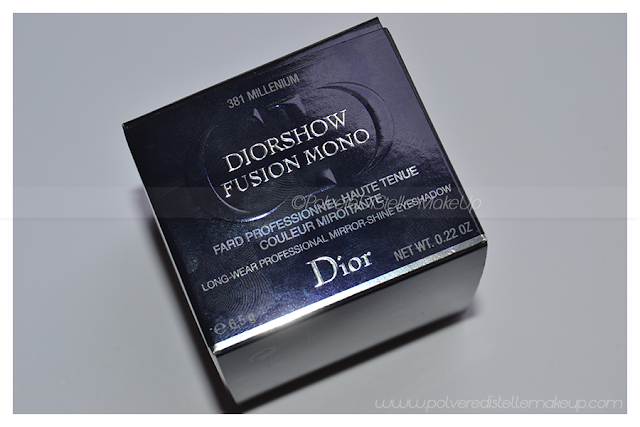 381 MILLENIUM
DIORSHOW
FUSION MONO
©PolverediStelleMakeUp
FARD PROFESSIONNEL HAUTE TENUE
COULEUR MIROITANTE
LONG-WEAR PROFESSIONAL MIRROR-SHINE EYESHADOW
Dior
NET WT. 0.22 OZ
℮ 6,5 g
www.polveredistellemakeup.com